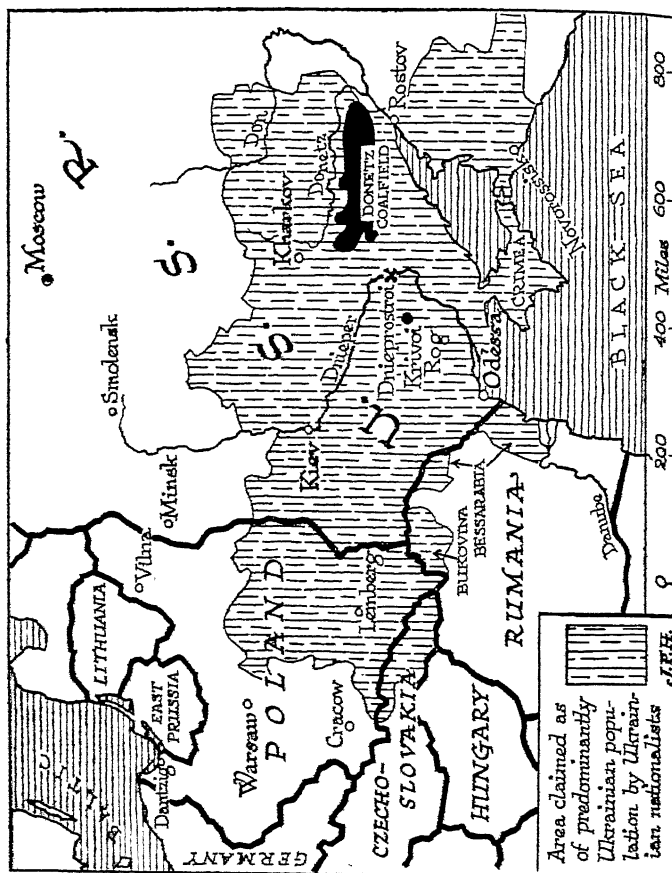 Moscow
U. S. S. R.
Smolensk
Minsk
Vilna
LITHUANIA
EAST
PRUSSIA
BALTIC
Dantzig
Warsaw
POLAND
Cracow
Lemberg
GERMANY
CZECHO-
SLOVAKIA
HUNGARY
RUMANIA
BUKOVINA
BESSARABIA
Danube
Kiev
Dnieper
Dnieprostroi
Krivoi
Rog
Odessa
Kharkov
Donetz
Don
DONETZ
COALFIELD
Rostov
CRIMEA
Novorossisk
BLACK SEA
0 200 400 Miles 600 800
Area claimed as
of predominantly
Ukrainian popu-
lation by Ukrain-
ian nationalists
J.F.H.